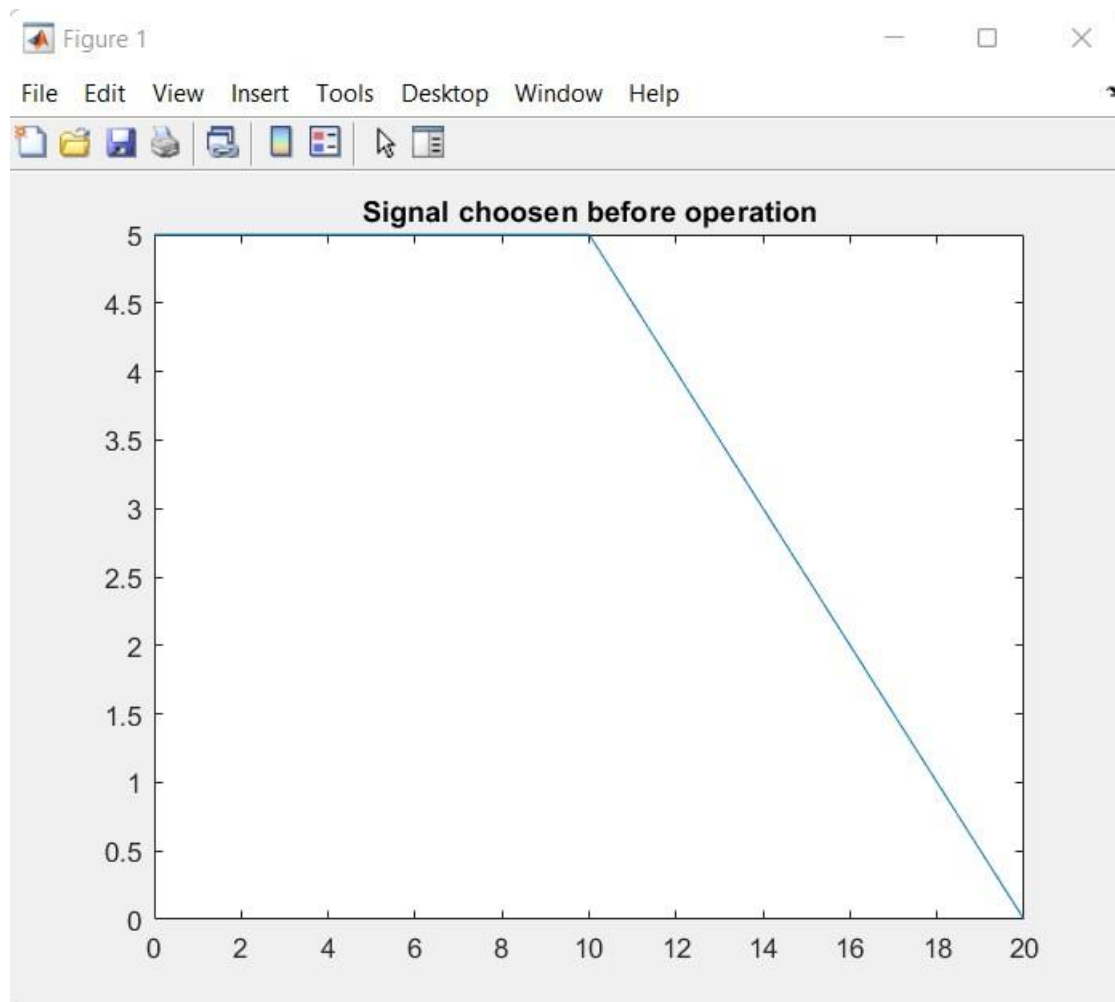 Figure 1
File Edit View Insert Tools Desktop Window Help
Signal choosen before operation
5
4.5
4
3.5
3
2.5
2
1.5
1
0.5
0
0 2 4 6 8 10 12 14 16 18 20